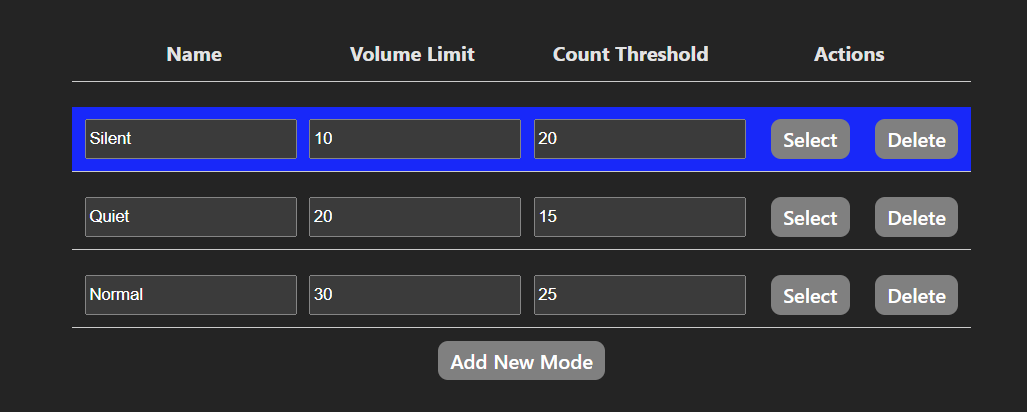 Name Volume Limit Count Threshold Actions
Silent 10 20 Select Delete
Quiet 20 15 Select Delete
Normal 30 25 Select Delete
Add New Mode